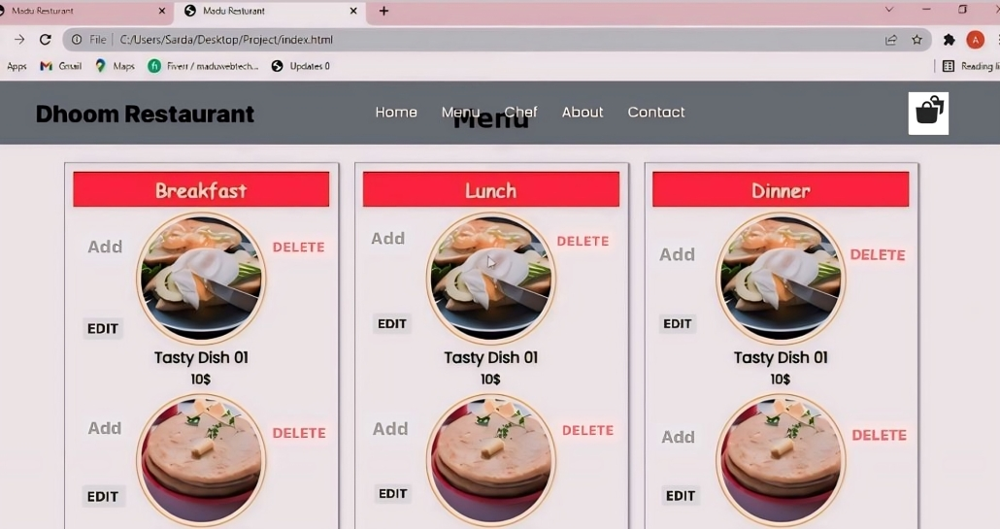 Madu Resturant
Madu Resturant
File C:/Users/Sarda/Desktop/Project/index.html
A
Apps Gmail Maps Fiverr / maduwebtech... Updates 0 Reading li
Dhoom Restaurant Home Menu Chef About Contact
Menu
Breakfast Lunch Dinner
Add DELETE Add DELETE Add DELETE
EDIT EDIT EDIT
Tasty Dish 01 Tasty Dish 01 Tasty Dish 01
10$ 10$ 10$
Add DELETE Add DELETE Add DELETE
EDIT EDIT EDIT